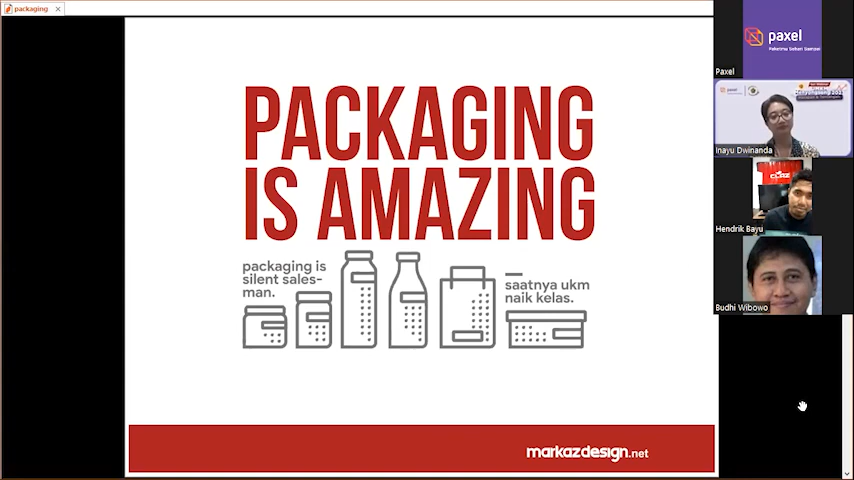 packaging
PACKAGING
IS AMAZING
packaging is
silent sales-
man.
saatnya ukm
naik kelas.
markazdesign.net
paxel
Paxel
paxel
Inayu Dwinanda
Hendrik Bayu
Budhi Wibowo